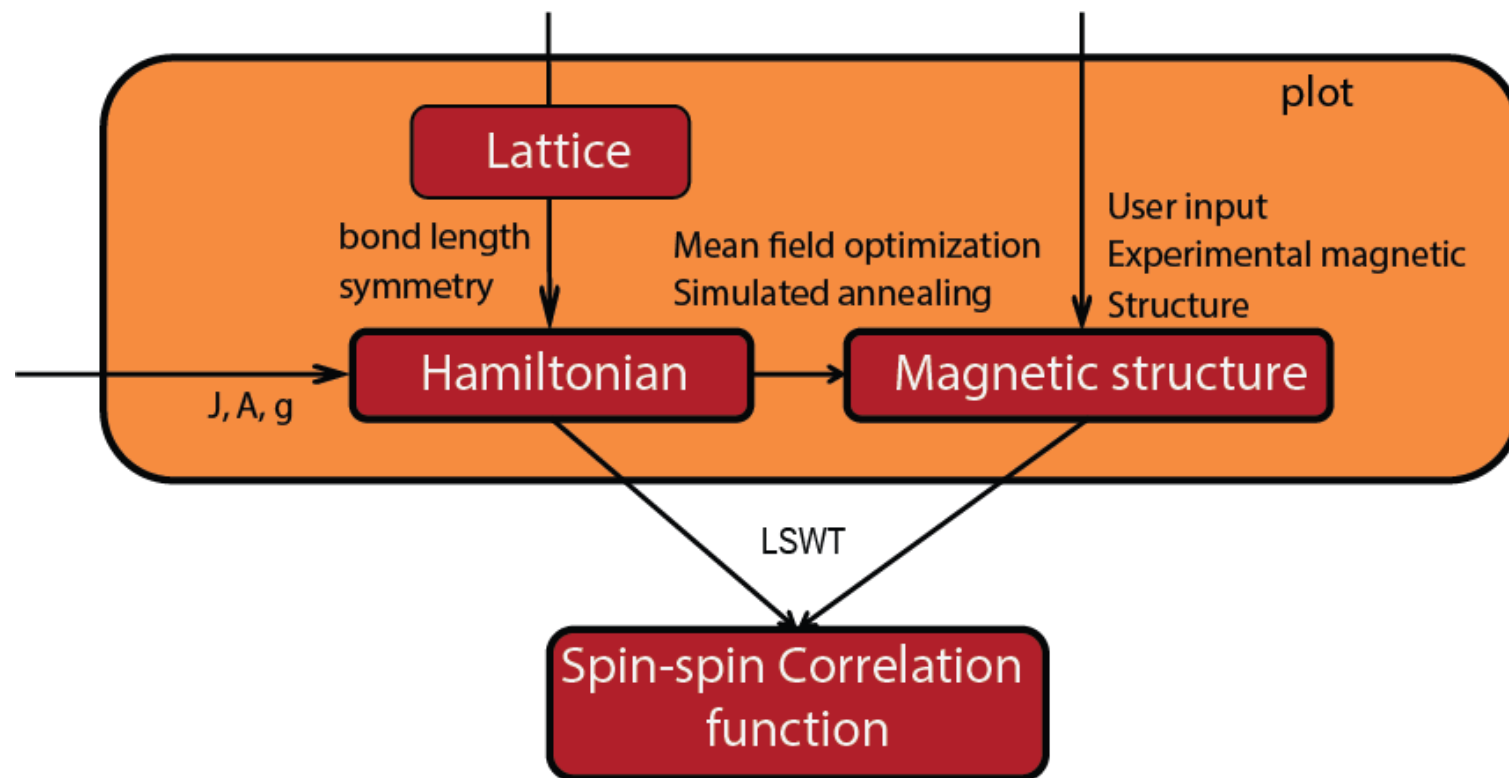 plot
Lattice
bond length
symmetry
Mean field optimization
Simulated annealing
User input
Experimental magnetic
Structure
J, A, g
Hamiltonian
Magnetic structure
LSWT
Spin-spin Correlation
function